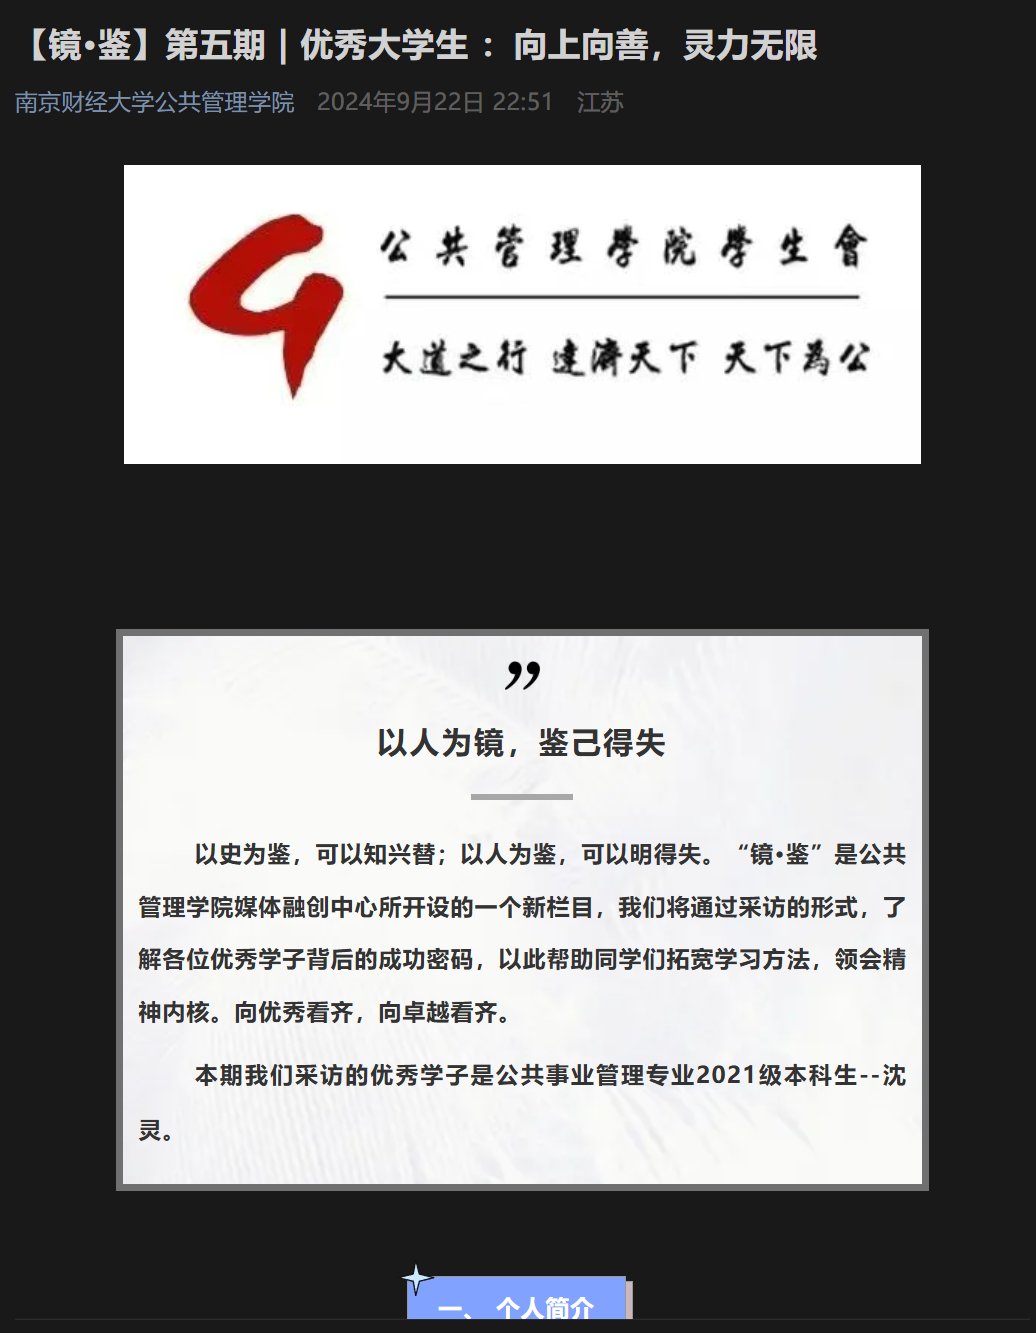 【镜•鉴】第五期 | 优秀大学生 ：向上向善，灵力无限
南京财经大学公共管理学院 2024年9月22日 22:51 江苏
公共管理學院學生會
大道之行 達濟天下 天下為公
”
以人为镜，鉴己得失
以史为鉴，可以知兴替；以人为鉴，可以明得失。“镜•鉴”是公共
管理学院媒体融创中心所开设的一个新栏目，我们将通过采访的形式，了
解各位优秀学子背后的成功密码，以此帮助同学们拓宽学习方法，领会精
神内核。向优秀看齐，向卓越看齐。
本期我们采访的优秀学子是公共事业管理专业2021级本科生--沈
灵。
一、 个人简介